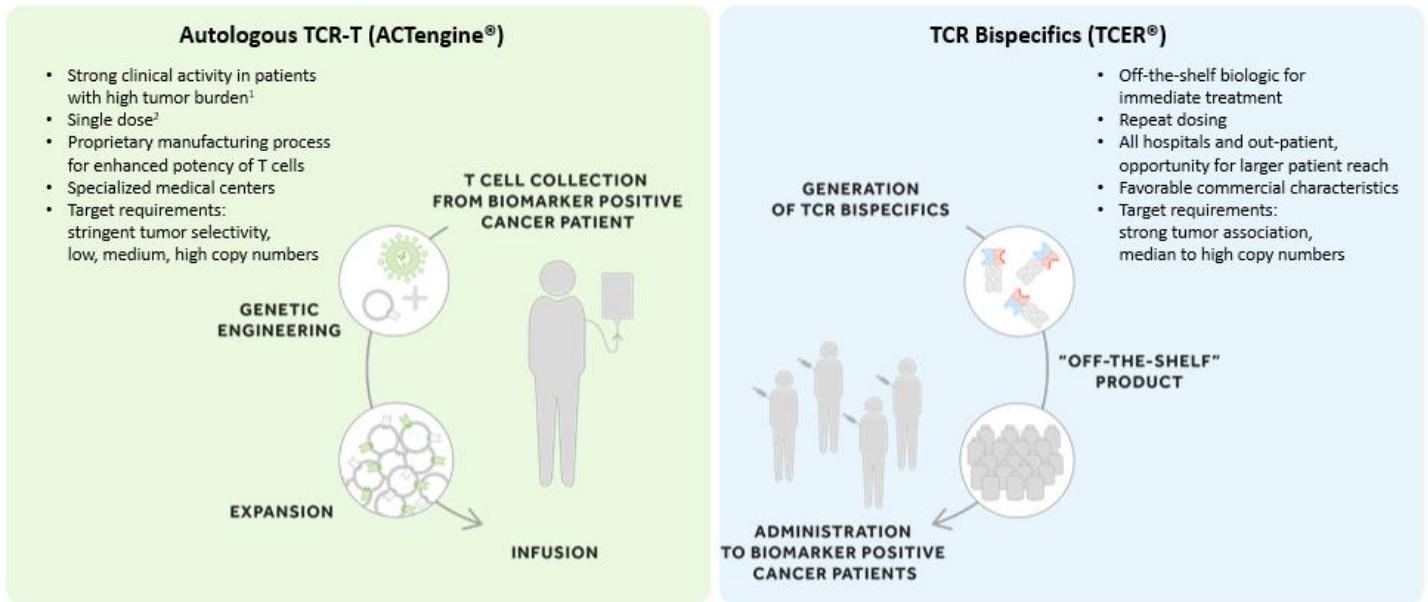 Autologous TCR-T (ACTengine®)
• Strong clinical activity in patients
with high tumor burden¹
• Single dose²
• Proprietary manufacturing process
for enhanced potency of T cells
• Specialized medical centers
• Target requirements:
stringent tumor selectivity,
low, medium, high copy numbers
T CELL COLLECTION
FROM BIOMARKER POSITIVE
CANCER PATIENT
GENETIC
ENGINEERING
EXPANSION
INFUSION
TCR Bispecifics (TCER®)
• Off-the-shelf biologic for
immediate treatment
• Repeat dosing
• All hospitals and out-patient,
opportunity for larger patient reach
• Favorable commercial characteristics
• Target requirements:
strong tumor association,
median to high copy numbers
GENERATION
OF TCR BISPECIFICS
"OFF-THE-SHELF"
PRODUCT
ADMINISTRATION
TO BIOMARKER POSITIVE
CANCER PATIENTS